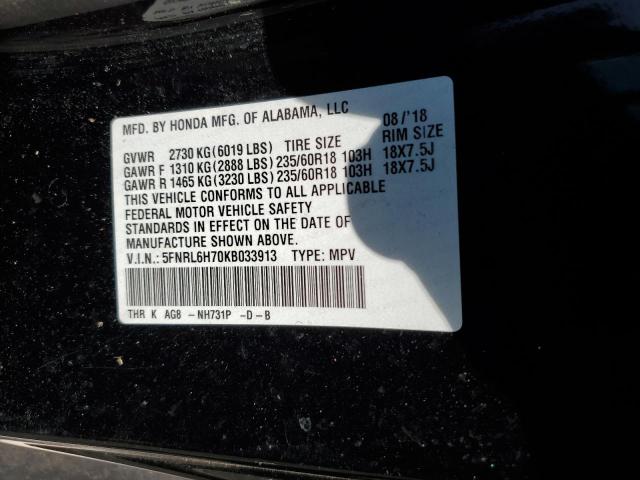 MFD. BY HONDA MFG. OF ALABAMA, LLC 08/'18
GVWR 2730 KG(6019 LBS) TIRE SIZE RIM SIZE
GAWR F 1310 KG(2888 LBS) 235/60R18 103H 18X7.5J
GAWR R 1465 KG(3230 LBS) 235/60R18 103H 18X7.5J
THIS VEHICLE CONFORMS TO ALL APPLICABLE
FEDERAL MOTOR VEHICLE SAFETY
STANDARDS IN EFFECT ON THE DATE OF
MANUFACTURE SHOWN ABOVE.
V.I.N.: 5FNRL6H70KB033913 TYPE: MPV
THR K AG8 -NH731P -D-B